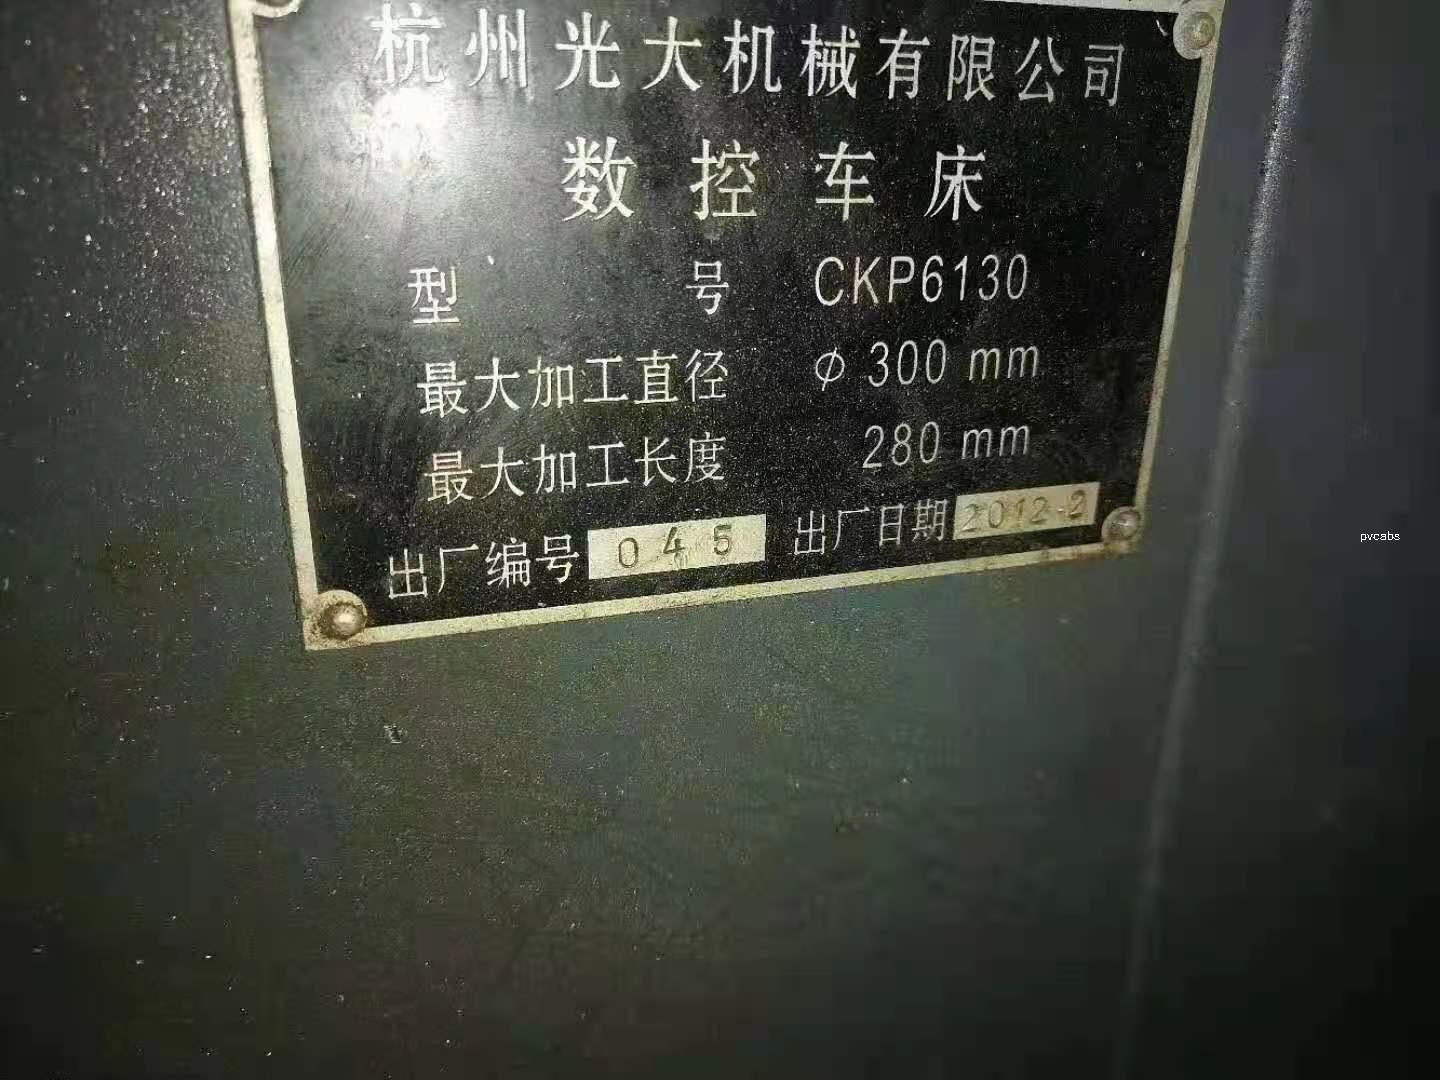 杭州光大机械有限公司
数控车床
型号 CKP6130
最大加工直径 Φ 300 mm
最大加工长度 280 mm
出厂编号 045 出厂日期 2012-2
pvcabs